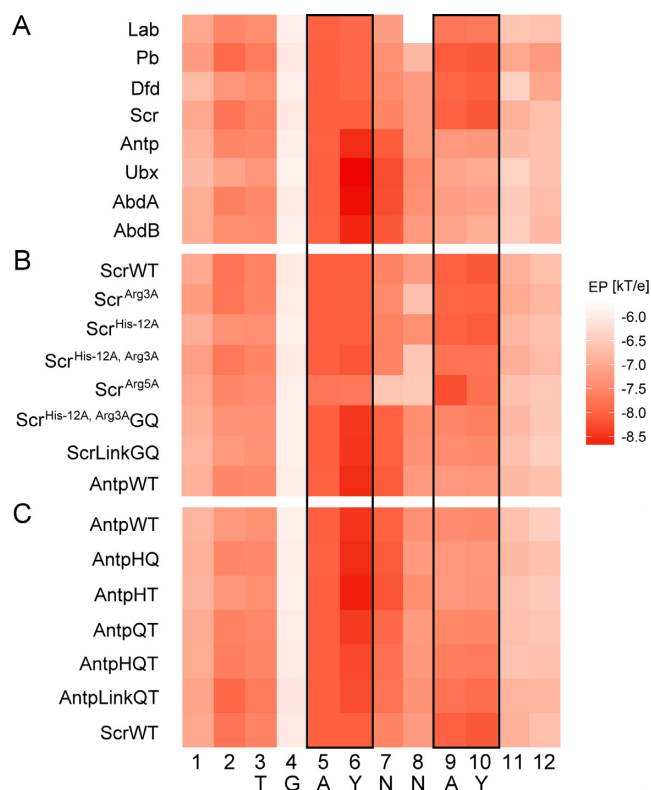 A
Lab
Pb
Dfd
Scr
Antp
Ubx
AbdA
AbdB
B
ScrWT
Scr^Arg3A
Scr^His-12A
Scr^His-12A, Arg3A
Scr^Arg5A
Scr^His-12A, Arg3A GQ
ScrLinkGQ
AntpWT
EP [kT/e]
-6.0
-6.5
-7.0
-7.5
-8.0
-8.5
C
AntpWT
AntpHQ
AntpHT
AntpQT
AntpHQT
AntpLinkQT
ScrWT
1 2 3 4 5 6 7 8 9 10 11 12
T G A Y N N A Y